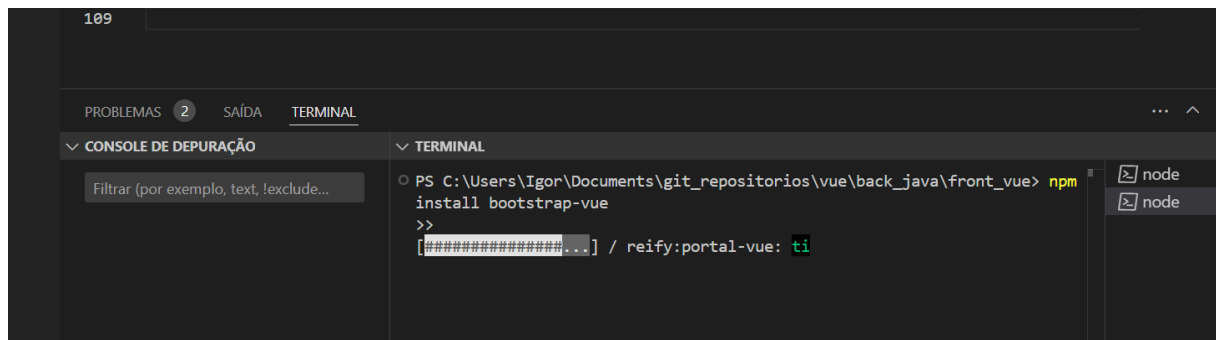 109
PROBLEMAS 2 SAÍDA TERMINAL ... 
CONSOLE DE DEPURAÇÃO
TERMINAL
Filtrar (por exemplo, text, !exclude...
PS C:\Users\Igor\Documents\git_repositorios\vue\back_java\front_vue> npm
install bootstrap-vue
>>
[###############...] / reify:portal-vue: ti
node
node